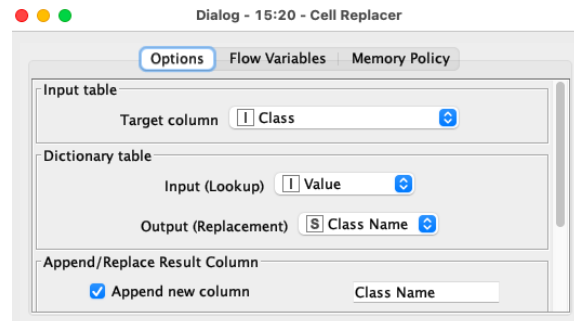 Dialog - 15:20 - Cell Replacer
Options Flow Variables Memory Policy
Input table
Target column I Class
Dictionary table
Input (Lookup) I Value
Output (Replacement) S Class Name
Append/Replace Result Column
Append new column Class Name